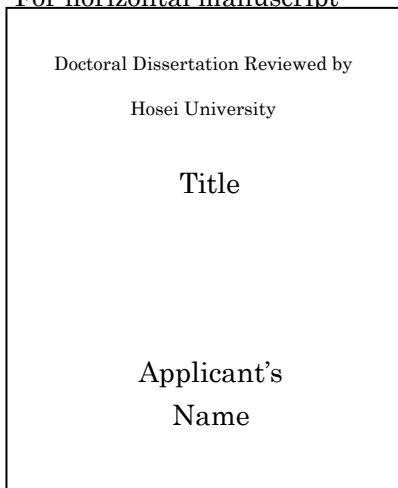 For horizontal manuscript
Doctoral Dissertation Reviewed by
Hosei University
Title
Applicant's
Name